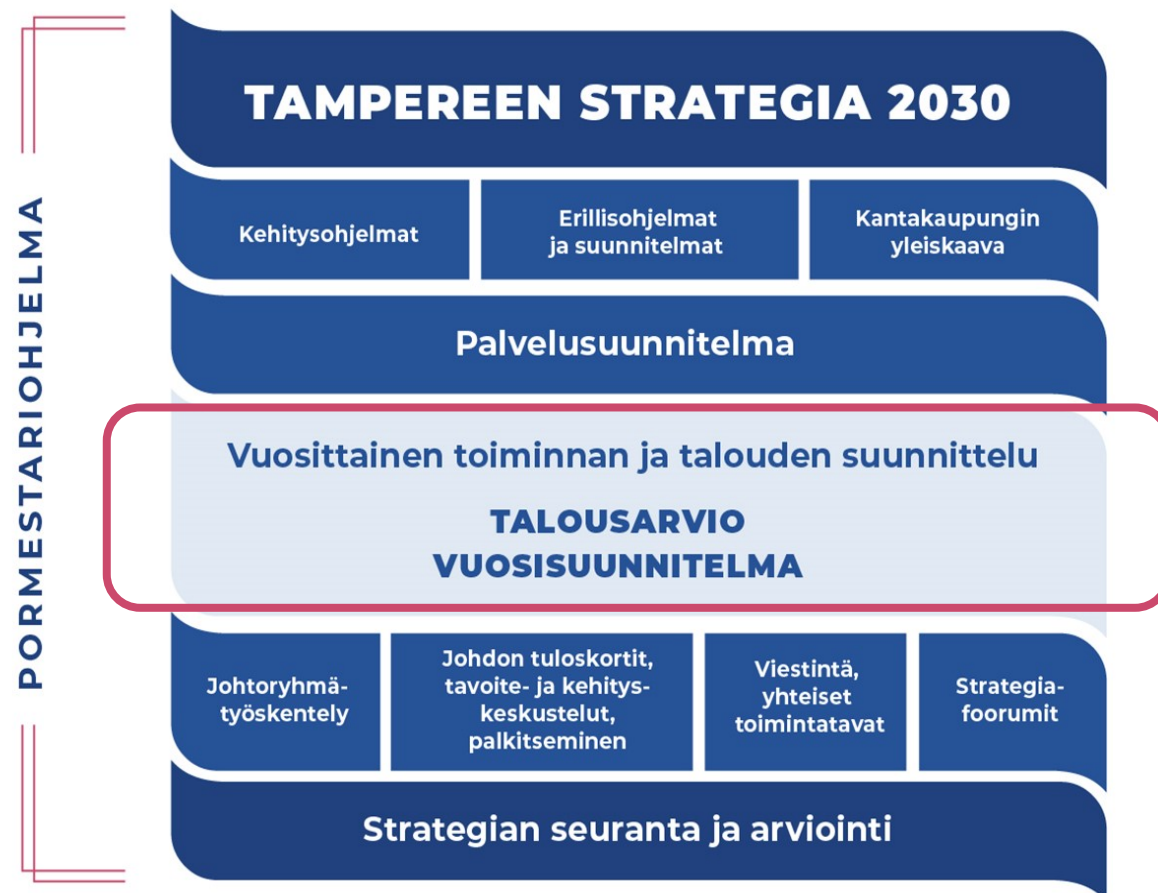 PORMESTARIOHJELMA
TAMPEREEN STRATEGIA 2030
Kehitysohjelmat
Erillisohjelmat
ja suunnitelmat
Kantakaupungin
yleiskaava
Palvelusuunnitelma
Vuosittainen toiminnan ja talouden suunnittelu
TALOUSARVIO
VUOSISUUNNITELMA
Johtoryhmä-
työskentely
Johdon tuloskortit,
tavoite- ja kehitys-
keskustelut,
palkitseminen
Viestintä,
yhteiset
toimintatavat
Strategia-
foorumit
Strategian seuranta ja arviointi